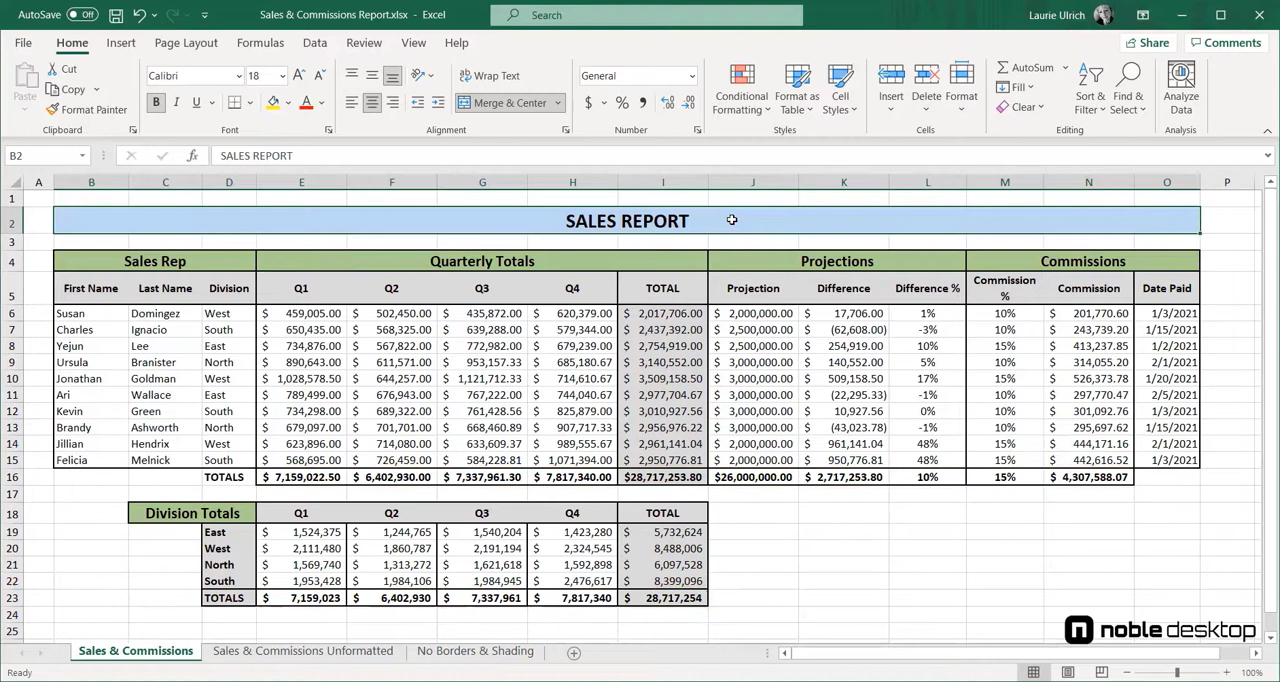 AutoSave Off Sales & Commissions Report.xlsx - Excel Search Laurie Ulrich
File Home Insert Page Layout Formulas Data Review View Help Share Comments
Paste Cut Copy Format Painter Clipboard
Calibri 18 A A B I U A Font
Wrap Text Merge & Center Alignment
General $ % , Number
Conditional Formatting Format as Table Cell Styles Styles
Insert Delete Format Cells
AutoSum Fill Clear Sort & Filter Find & Select Editing
Analyze Data Analysis
B2 fx SALES REPORT
A B C D E F G H I J K L M N O P
1
2 SALES REPORT
3
4 Sales Rep Quarterly Totals Projections Commissions
5 First Name Last Name Division Q1 Q2 Q3 Q4 TOTAL Projection Difference Difference % Commission % Commission Date Paid
6 Susan Domingez West $ 459,005.00 $ 502,450.00 $ 435,872.00 $ 620,379.00 $ 2,017,706.00 $ 2,000,000.00 $ 17,706.00 1% 10% $ 201,770.60 1/3/2021
7 Charles Ignacio South $ 650,435.00 $ 568,325.00 $ 639,288.00 $ 579,344.00 $ 2,437,392.00 $ 2,500,000.00 $ (62,608.00) -3% 10% $ 243,739.20 1/15/2021
8 Yejun Lee East $ 734,876.00 $ 567,822.00 $ 772,982.00 $ 679,239.00 $ 2,754,919.00 $ 2,500,000.00 $ 254,919.00 10% 15% $ 413,237.85 1/2/2021
9 Ursula Branister North $ 890,643.00 $ 611,571.00 $ 953,157.33 $ 685,180.67 $ 3,140,552.00 $ 3,000,000.00 $ 140,552.00 5% 10% $ 314,055.20 2/1/2021
10 Jonathan Goldman West $ 1,028,578.50 $ 644,257.00 $ 1,121,712.33 $ 714,610.67 $ 3,509,158.50 $ 3,000,000.00 $ 509,158.50 17% 15% $ 526,373.78 1/20/2021
11 Ari Wallace East $ 789,499.00 $ 676,943.00 $ 767,222.00 $ 744,040.67 $ 2,977,704.67 $ 3,000,000.00 $ (22,295.33) -1% 10% $ 297,770.47 2/5/2021
12 Kevin Green South $ 734,298.00 $ 689,322.00 $ 761,428.56 $ 825,879.00 $ 3,010,927.56 $ 3,000,000.00 $ 10,927.56 0% 10% $ 301,092.76 1/3/2021
13 Brandy Ashworth North $ 679,097.00 $ 701,701.00 $ 668,460.89 $ 907,717.33 $ 2,956,976.22 $ 3,000,000.00 $ (43,023.78) -1% 10% $ 295,697.62 1/15/2021
14 Jillian Hendrix West $ 623,896.00 $ 714,080.00 $ 633,609.37 $ 989,555.67 $ 2,961,141.04 $ 2,000,000.00 $ 961,141.04 48% 15% $ 444,171.16 2/1/2021
15 Felicia Melnick South $ 568,695.00 $ 726,459.00 $ 584,228.81 $ 1,071,394.00 $ 2,950,776.81 $ 2,000,000.00 $ 950,776.81 48% 15% $ 442,616.52 1/3/2021
16 TOTALS $ 7,159,022.50 $ 6,402,930.00 $ 7,337,961.30 $ 7,817,340.00 $28,717,253.80 $26,000,000.00 $ 2,717,253.80 10% 15% $ 4,307,588.07
17
18 Division Totals Q1 Q2 Q3 Q4 TOTAL
19 East $ 1,524,375 $ 1,244,765 $ 1,540,204 $ 1,423,280 $ 5,732,624
20 West $ 2,111,480 $ 1,860,787 $ 2,191,194 $ 2,324,545 $ 8,488,006
21 North $ 1,569,740 $ 1,313,272 $ 1,621,618 $ 1,592,898 $ 6,097,528
22 South $ 1,953,428 $ 1,984,106 $ 1,984,945 $ 2,476,617 $ 8,399,096
23 TOTALS $ 7,159,023 $ 6,402,930 $ 7,337,961 $ 7,817,340 $ 28,717,254
24
25
noble desktop
Sales & Commissions Sales & Commissions Unformatted No Borders & Shading
Ready 100%